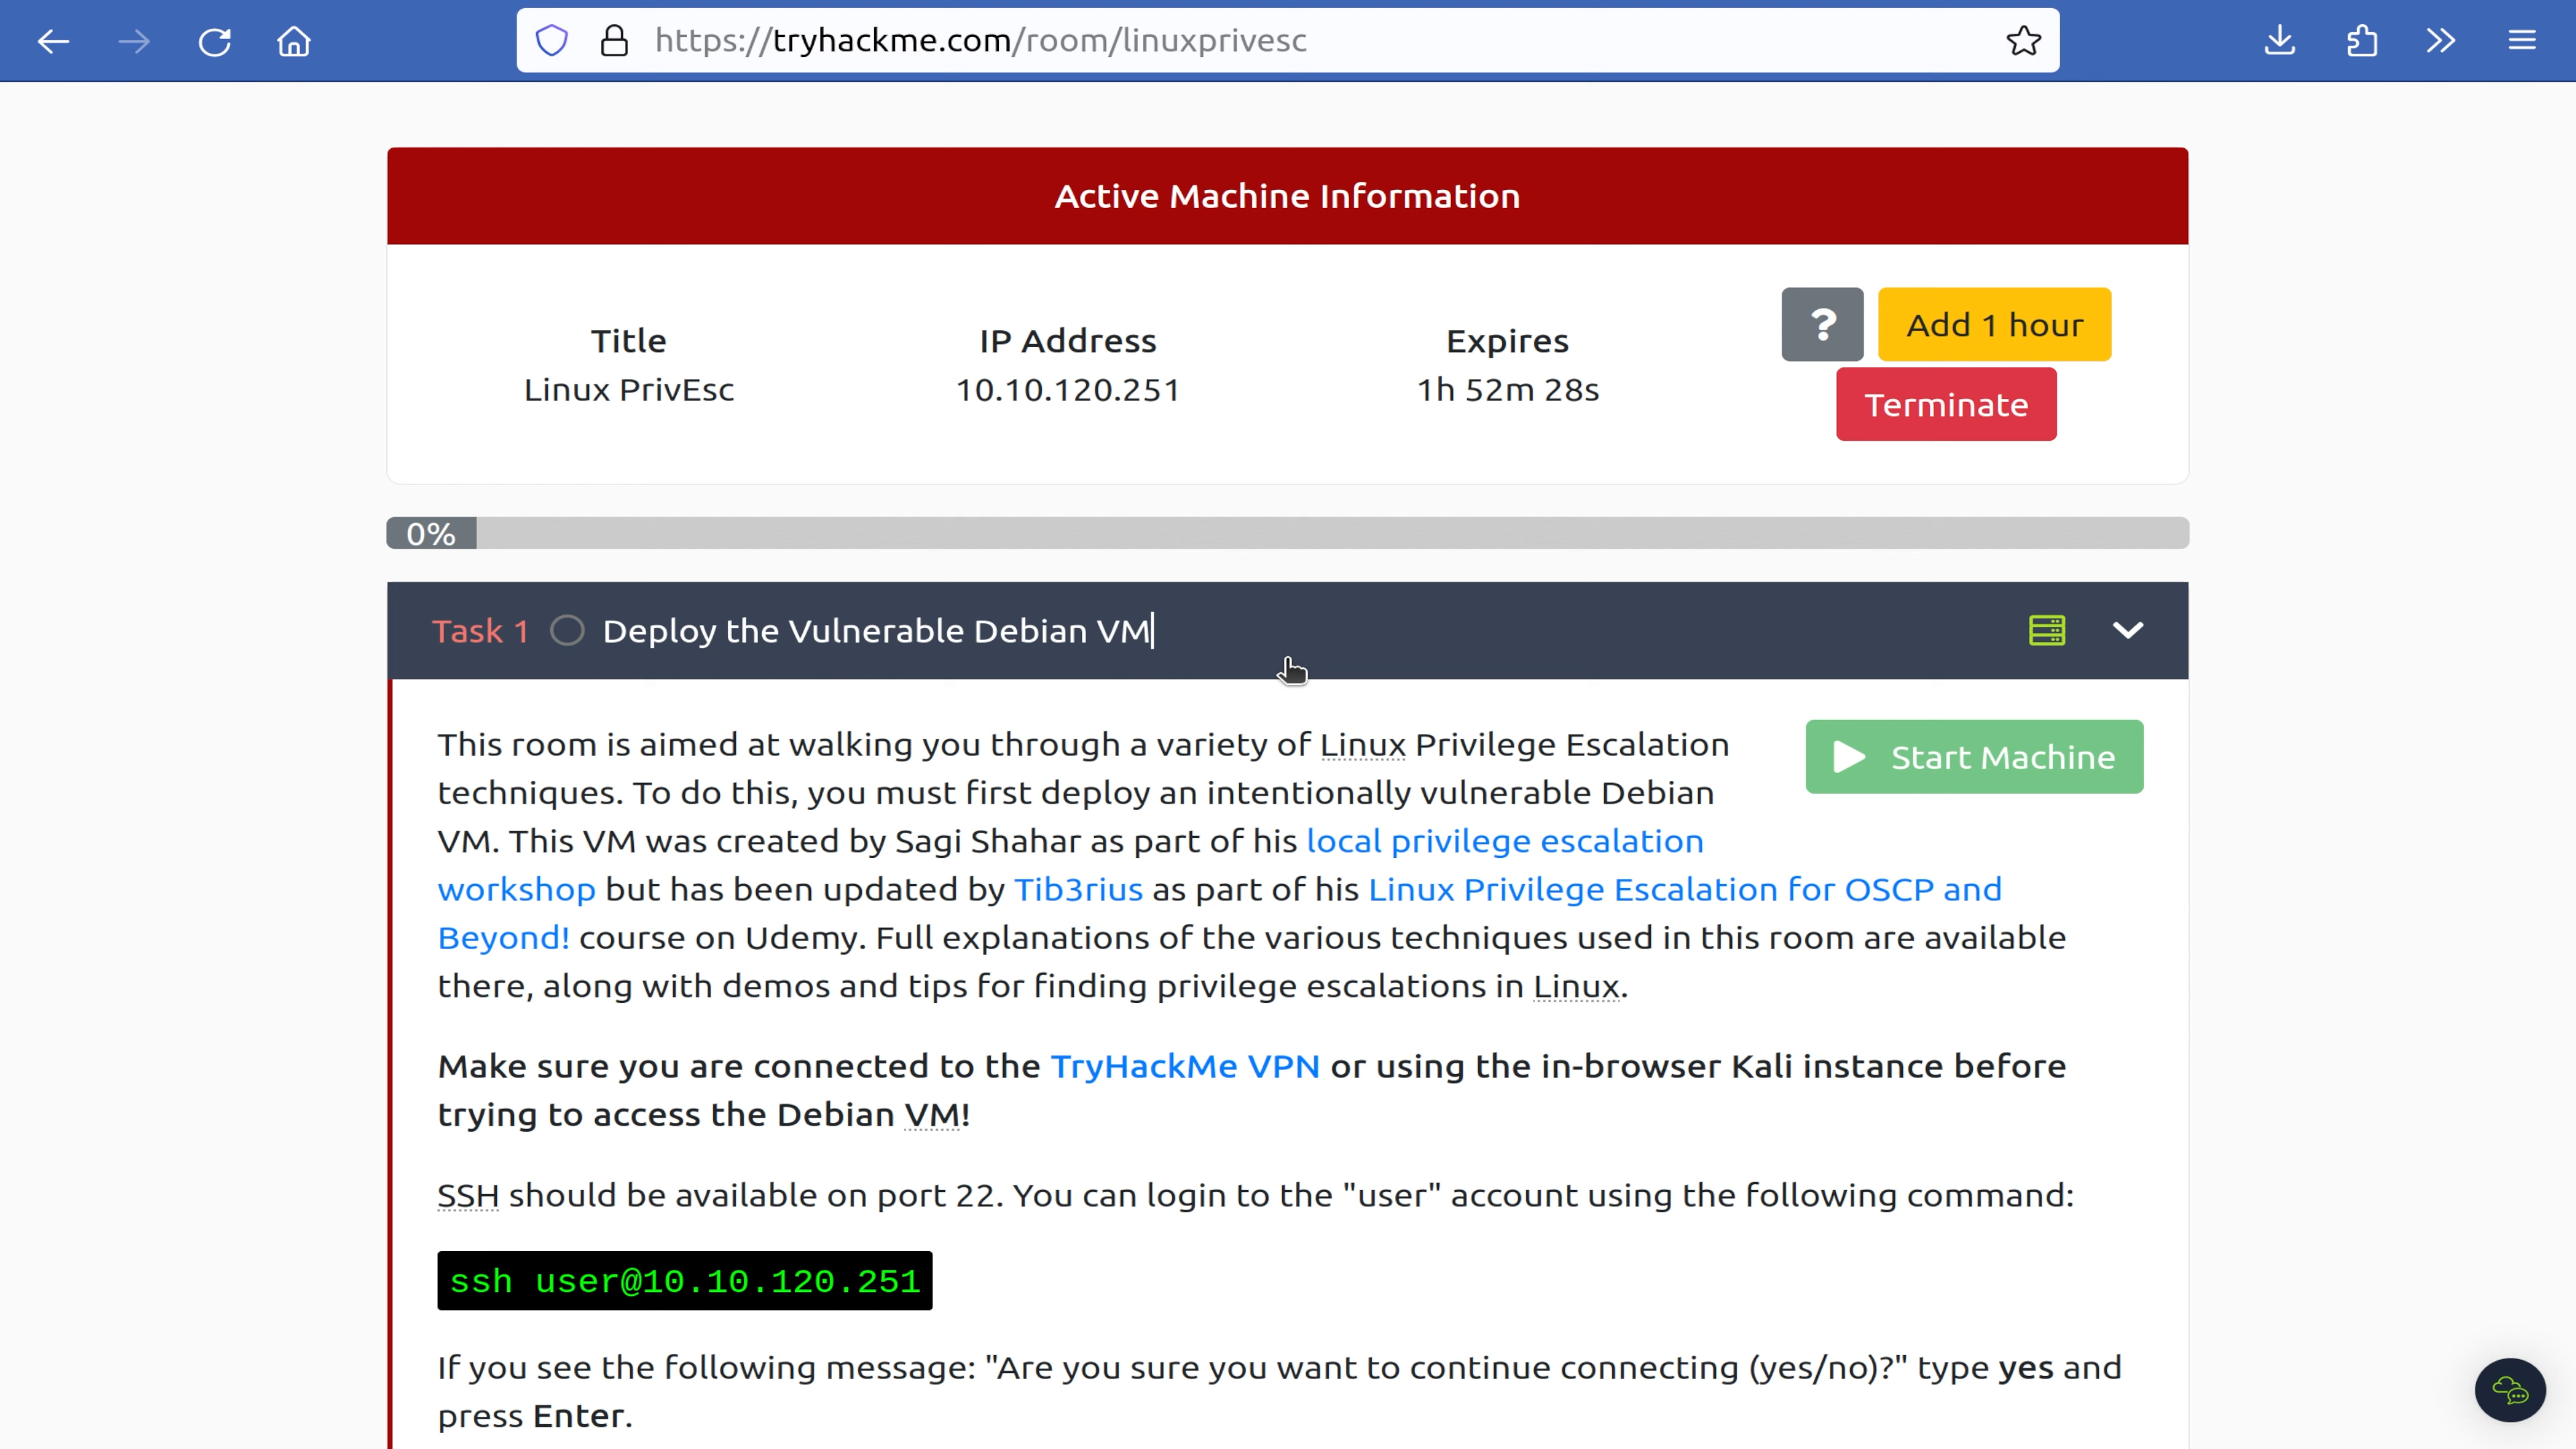 https://tryhackme.com/room/linuxprivesc
Active Machine Information
Title
Linux PrivEsc
IP Address
10.10.120.251
Expires
1h 52m 28s
?
Add 1 hour
Terminate
0%
Task 1 Deploy the Vulnerable Debian VM
Start Machine
This room is aimed at walking you through a variety of Linux Privilege Escalation
techniques. To do this, you must first deploy an intentionally vulnerable Debian
VM. This VM was created by Sagi Shahar as part of his local privilege escalation
workshop but has been updated by Tib3rius as part of his Linux Privilege Escalation for OSCP and
Beyond! course on Udemy. Full explanations of the various techniques used in this room are available
there, along with demos and tips for finding privilege escalations in Linux.
Make sure you are connected to the TryHackMe VPN or using the in-browser Kali instance before
trying to access the Debian VM!
SSH should be available on port 22. You can login to the "user" account using the following command:
ssh user@10.10.120.251
If you see the following message: "Are you sure you want to continue connecting (yes/no)?" type yes and
press Enter.